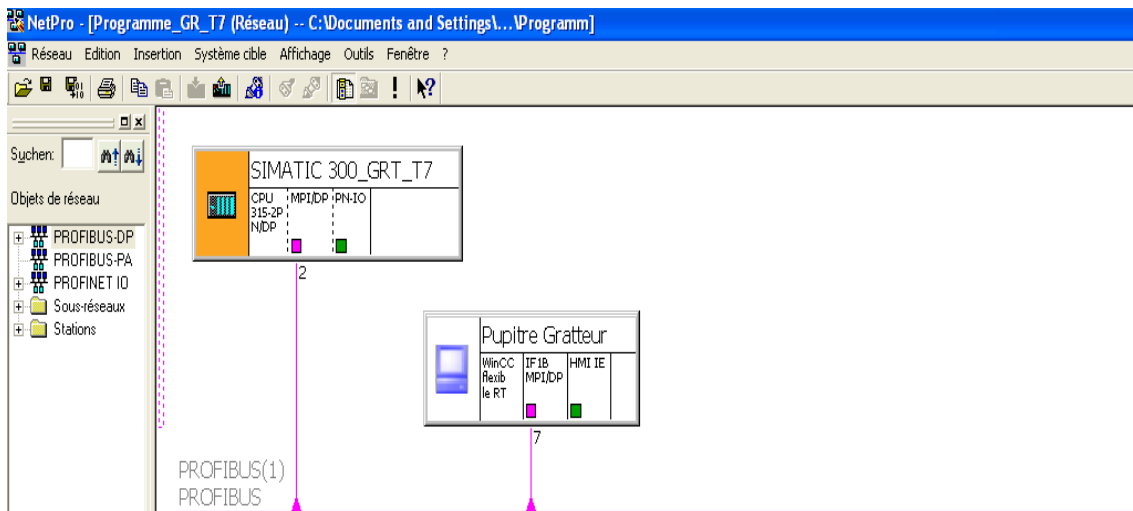 NetPro - [Programme_GR_T7 (Réseau) -- C:\Documents and Settings\...\Programm]
Réseau Edition Insertion Système cible Affichage Outils Fenêtre ?
Suchen:
Objets de réseau
PROFIBUS-DP
PROFIBUS-PA
PROFINET IO
Sous-réseaux
Stations
SIMATIC 300_GRT_T7
CPU MPI/DP PN-IO
315-2P
N/DP
2
Pupitre Gratteur
WinCC IF1B HMI IE
flexib MPI/DP
le RT
7
PROFIBUS(1)
PROFIBUS